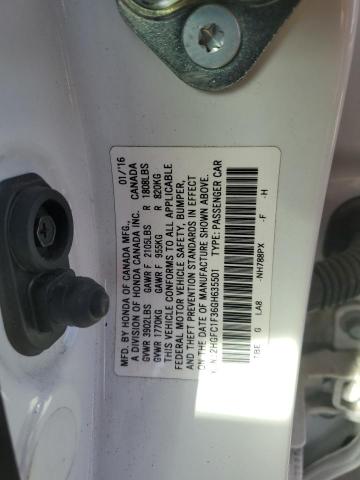 MFD. BY HONDA OF CANADA MFG., 01/16
A DIVISION OF HONDA CANADA INC. CANADA
GVWR 3902LBS GAWR F 2105LBS R 1808LBS
GVWR 1770KG GAWR F 955KG R 820KG
THIS VEHICLE CONFORMS TO ALL APPLICABLE
FEDERAL MOTOR VEHICLE SAFETY, BUMPER,
AND THEFT PREVENTION STANDARDS IN EFFECT
ON THE DATE OF MANUFACTURE SHOWN ABOVE.
V.I.N. 2HGFC1F36GH635501 TYPE: PASSENGER CAR
TBE G LA8 -NH788PX -F -H